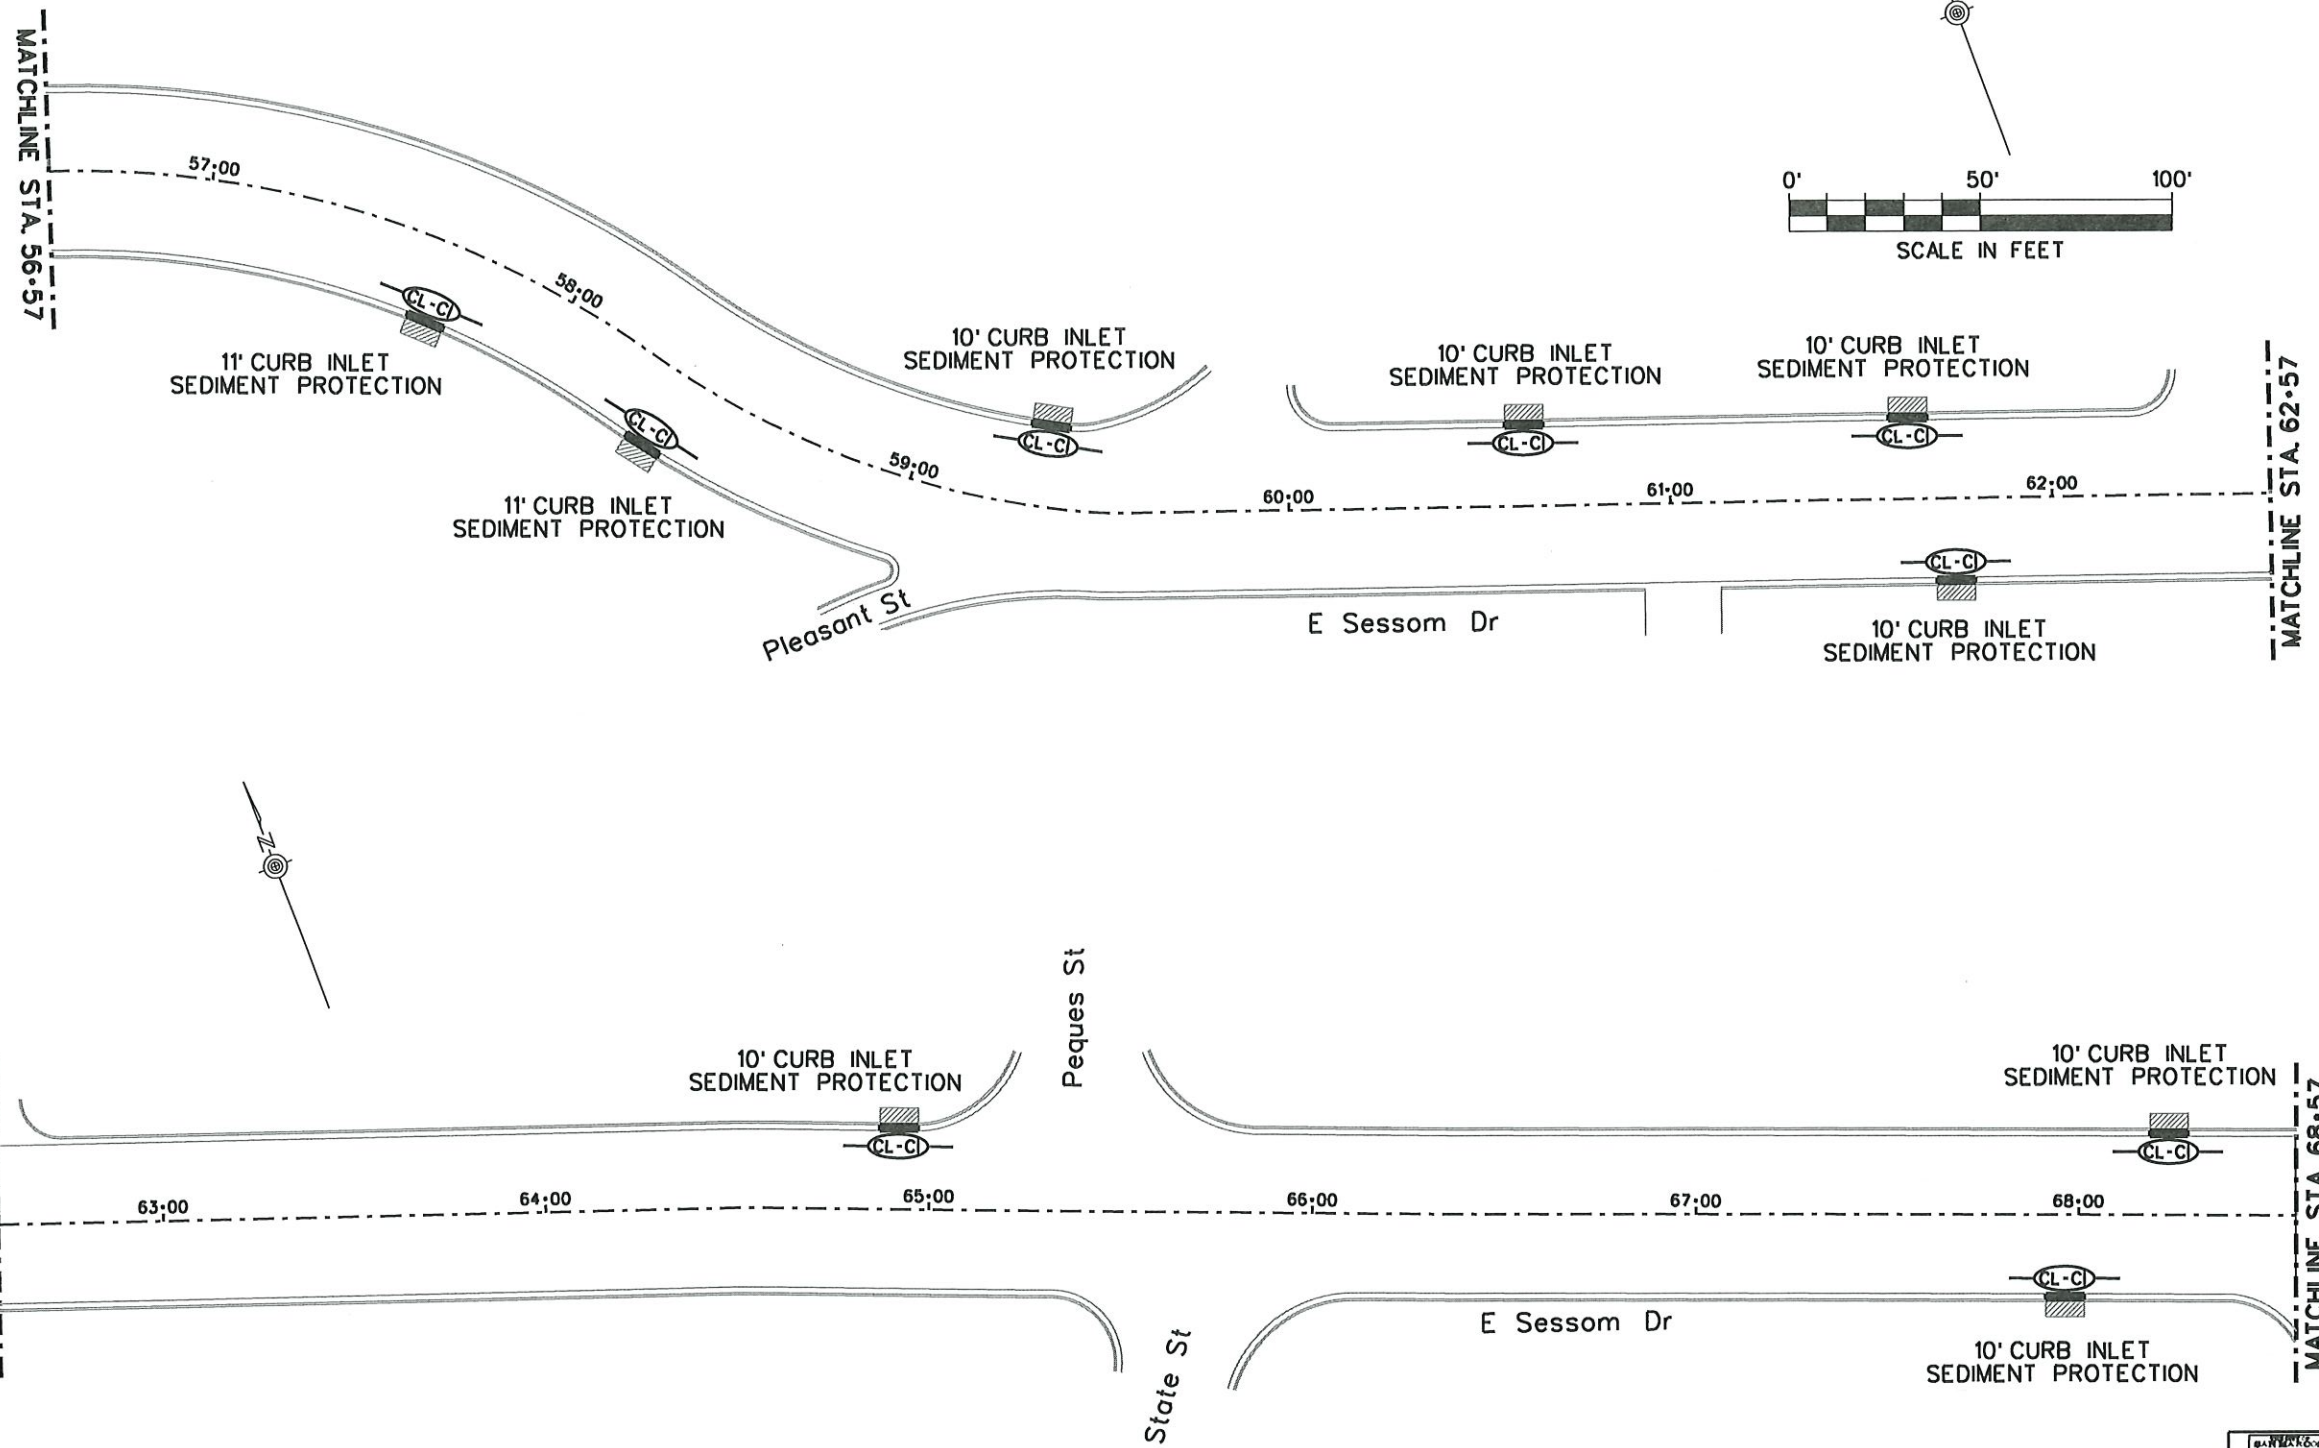 MATCHLINE STA. 56+57
57+00
58+00
59+00
60+00
61+00
62+00
0' 50' 100'
SCALE IN FEET
CL-CI
11' CURB INLET
SEDIMENT PROTECTION
CL-CI
11' CURB INLET
SEDIMENT PROTECTION
10' CURB INLET
SEDIMENT PROTECTION
CL-CI
10' CURB INLET
SEDIMENT PROTECTION
CL-CI
10' CURB INLET
SEDIMENT PROTECTION
CL-CI
CL-CI
10' CURB INLET
SEDIMENT PROTECTION
Pleasant St
E Sessom Dr
MATCHLINE STA. 62+57
N
Peques St
10' CURB INLET
SEDIMENT PROTECTION
CL-CI
10' CURB INLET
SEDIMENT PROTECTION
CL-CI
63+00
64+00
65+00
66+00
67+00
68+00
CL-CI
10' CURB INLET
SEDIMENT PROTECTION
E Sessom Dr
State St
MATCHLINE STA. 68+57